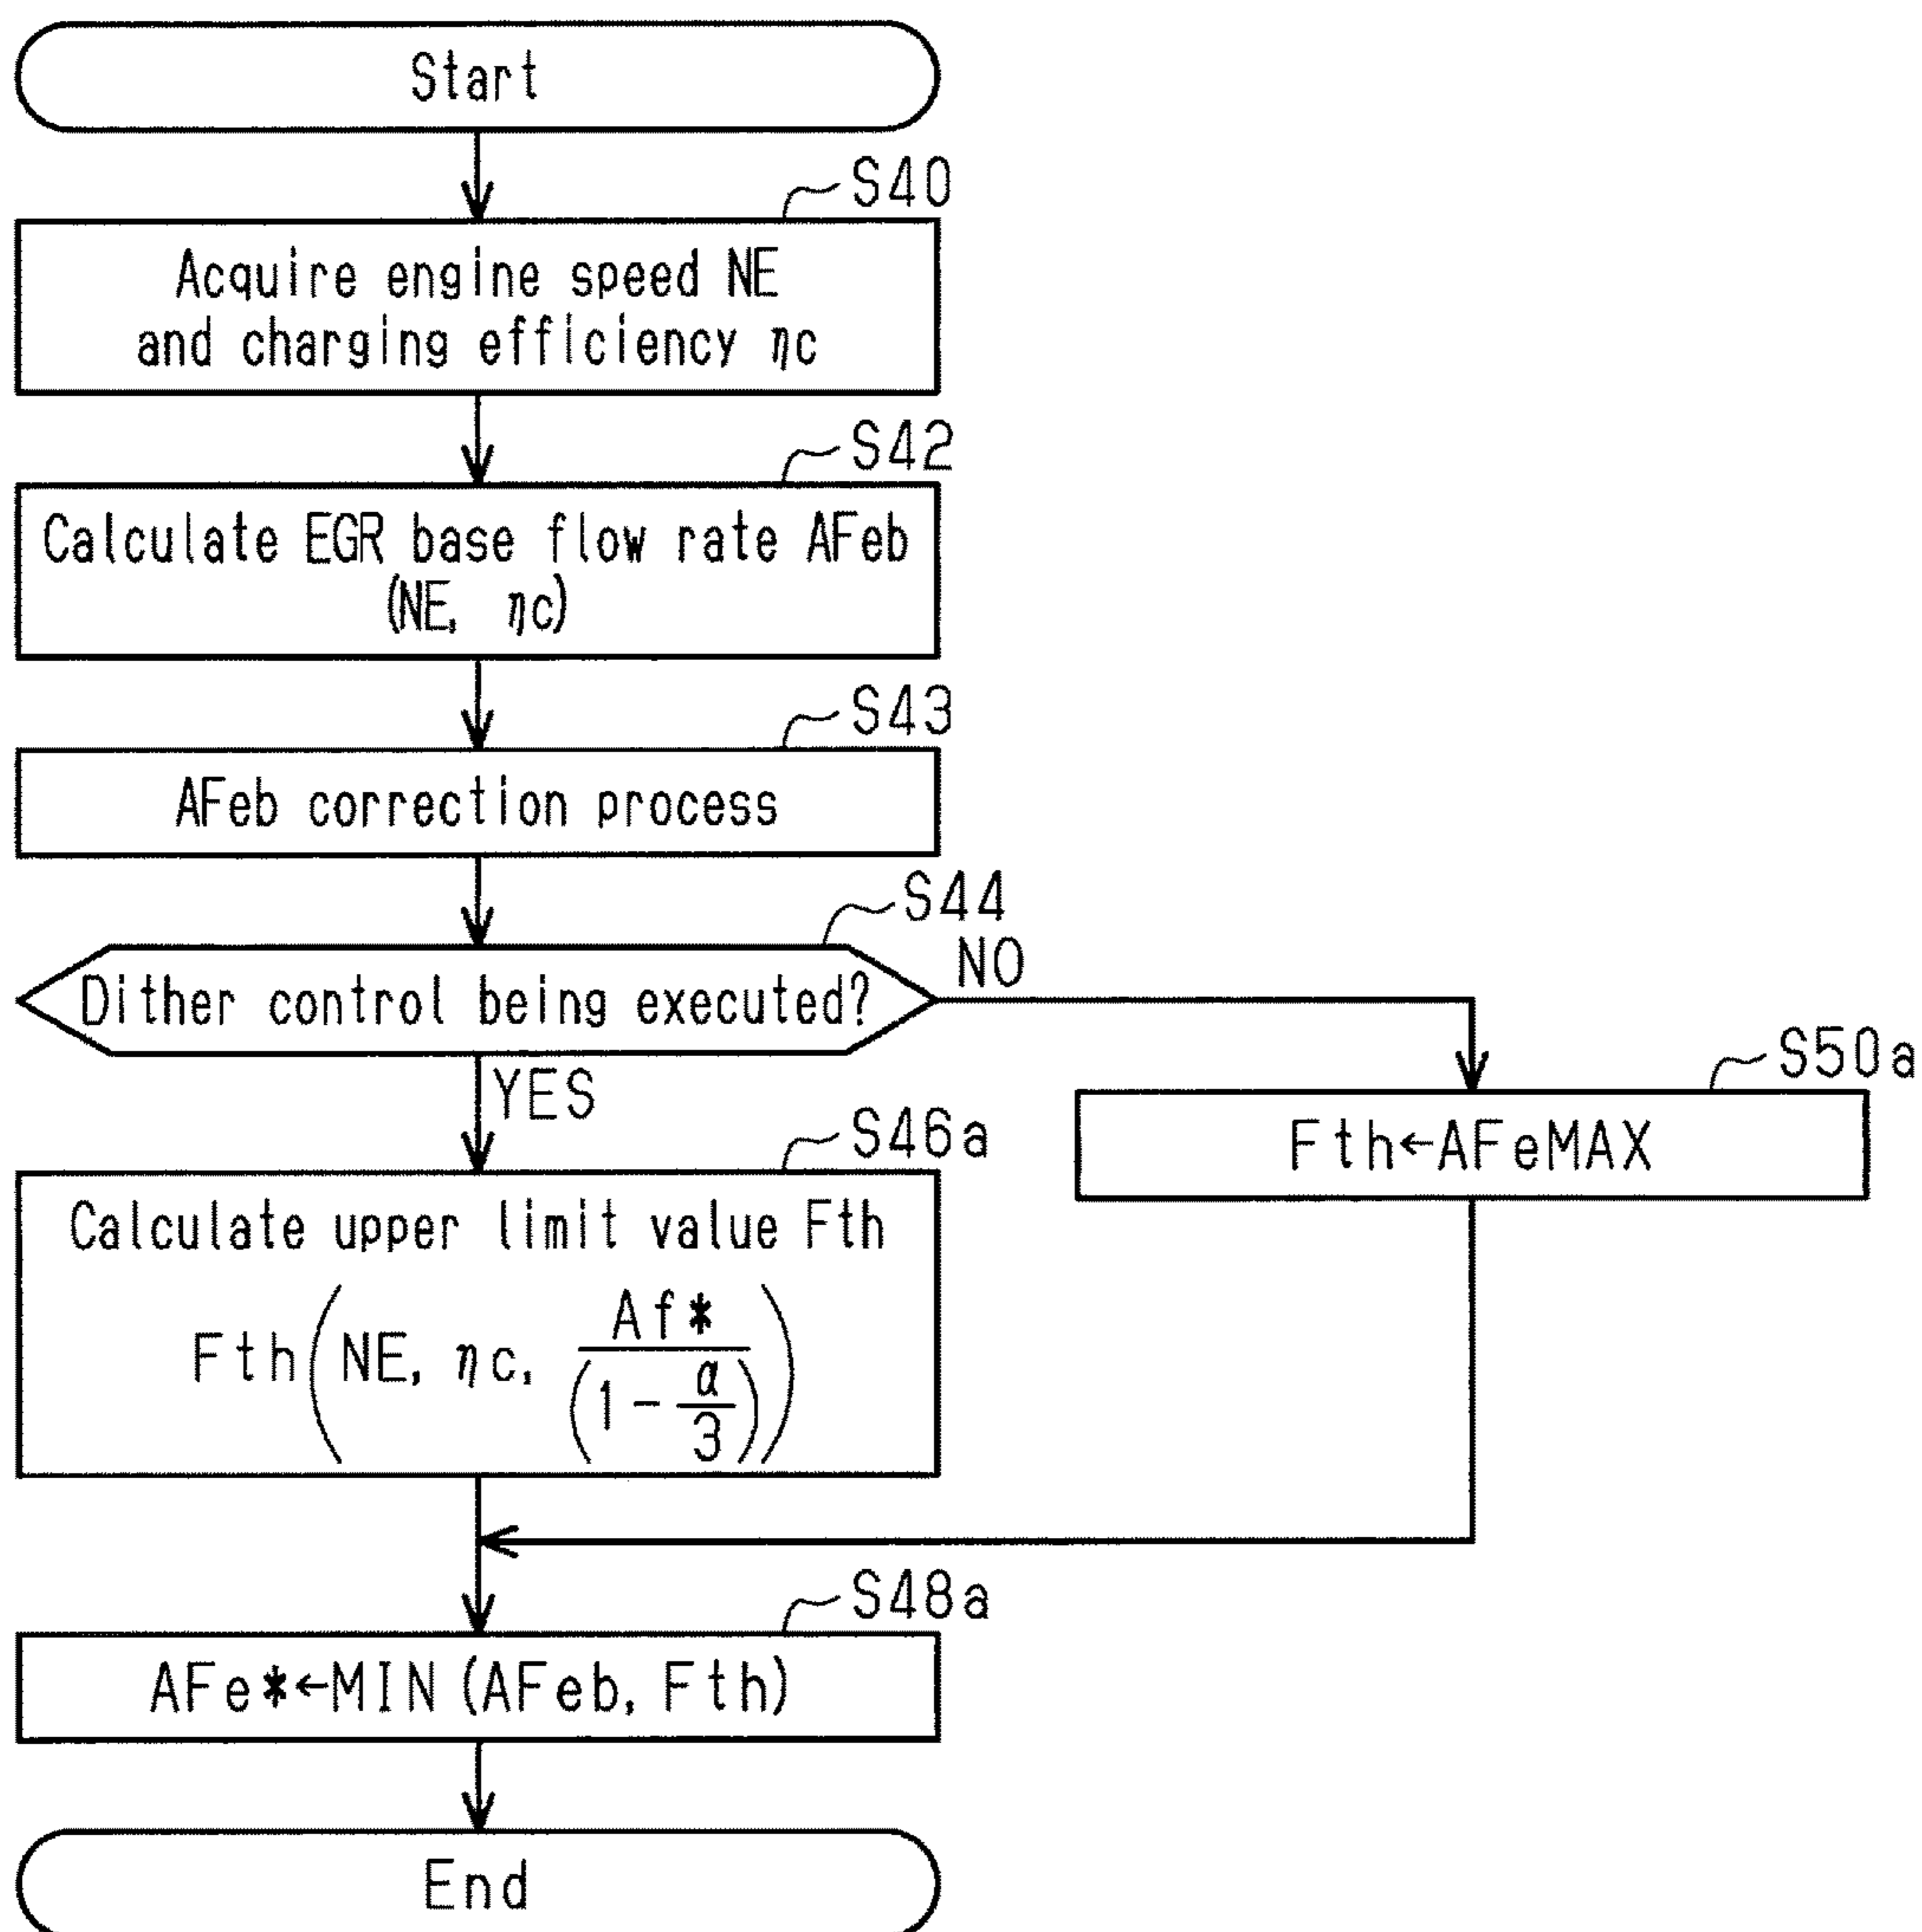 Start
S40
Acquire engine speed NE
and charging efficiency ηc
S42
Calculate EGR base flow rate AFeb
(NE, ηc)
S43
AFeb correction process
S44
Dither control being executed?
NO
YES
S50a
Fth←AFeMAX
S46a
Calculate upper limit value Fth
Fth(NE, ηc, Af*/(1-α/3))
S48a
AFe*←MIN(AFeb, Fth)
End